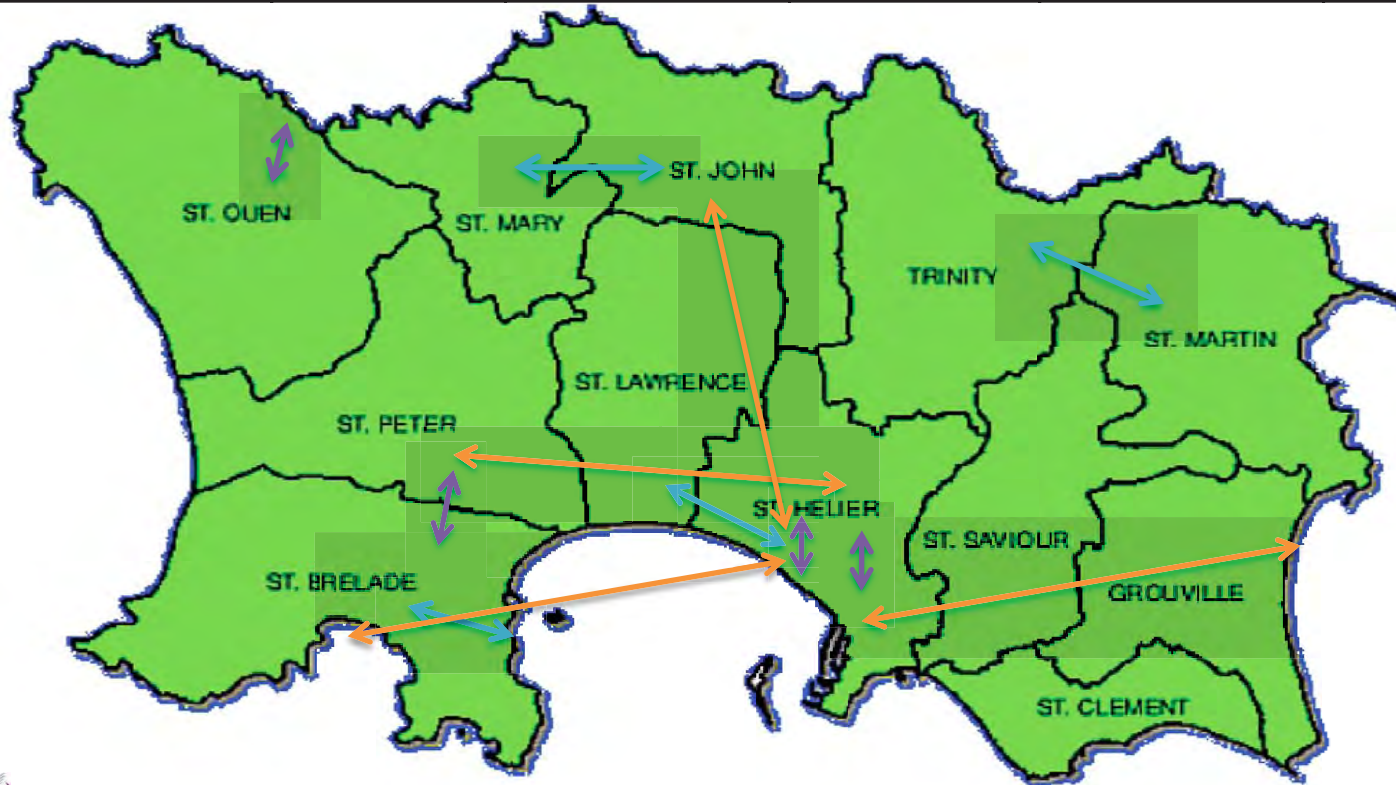 ST. JOHN
ST. OUEN
ST. MARY
TRINITY
ST. MARTIN
ST. LAWRENCE
ST. PETER
ST. HELIER
ST. SAVIOUR
ST. BRELADE
GROUVILLE
ST. CLEMENT